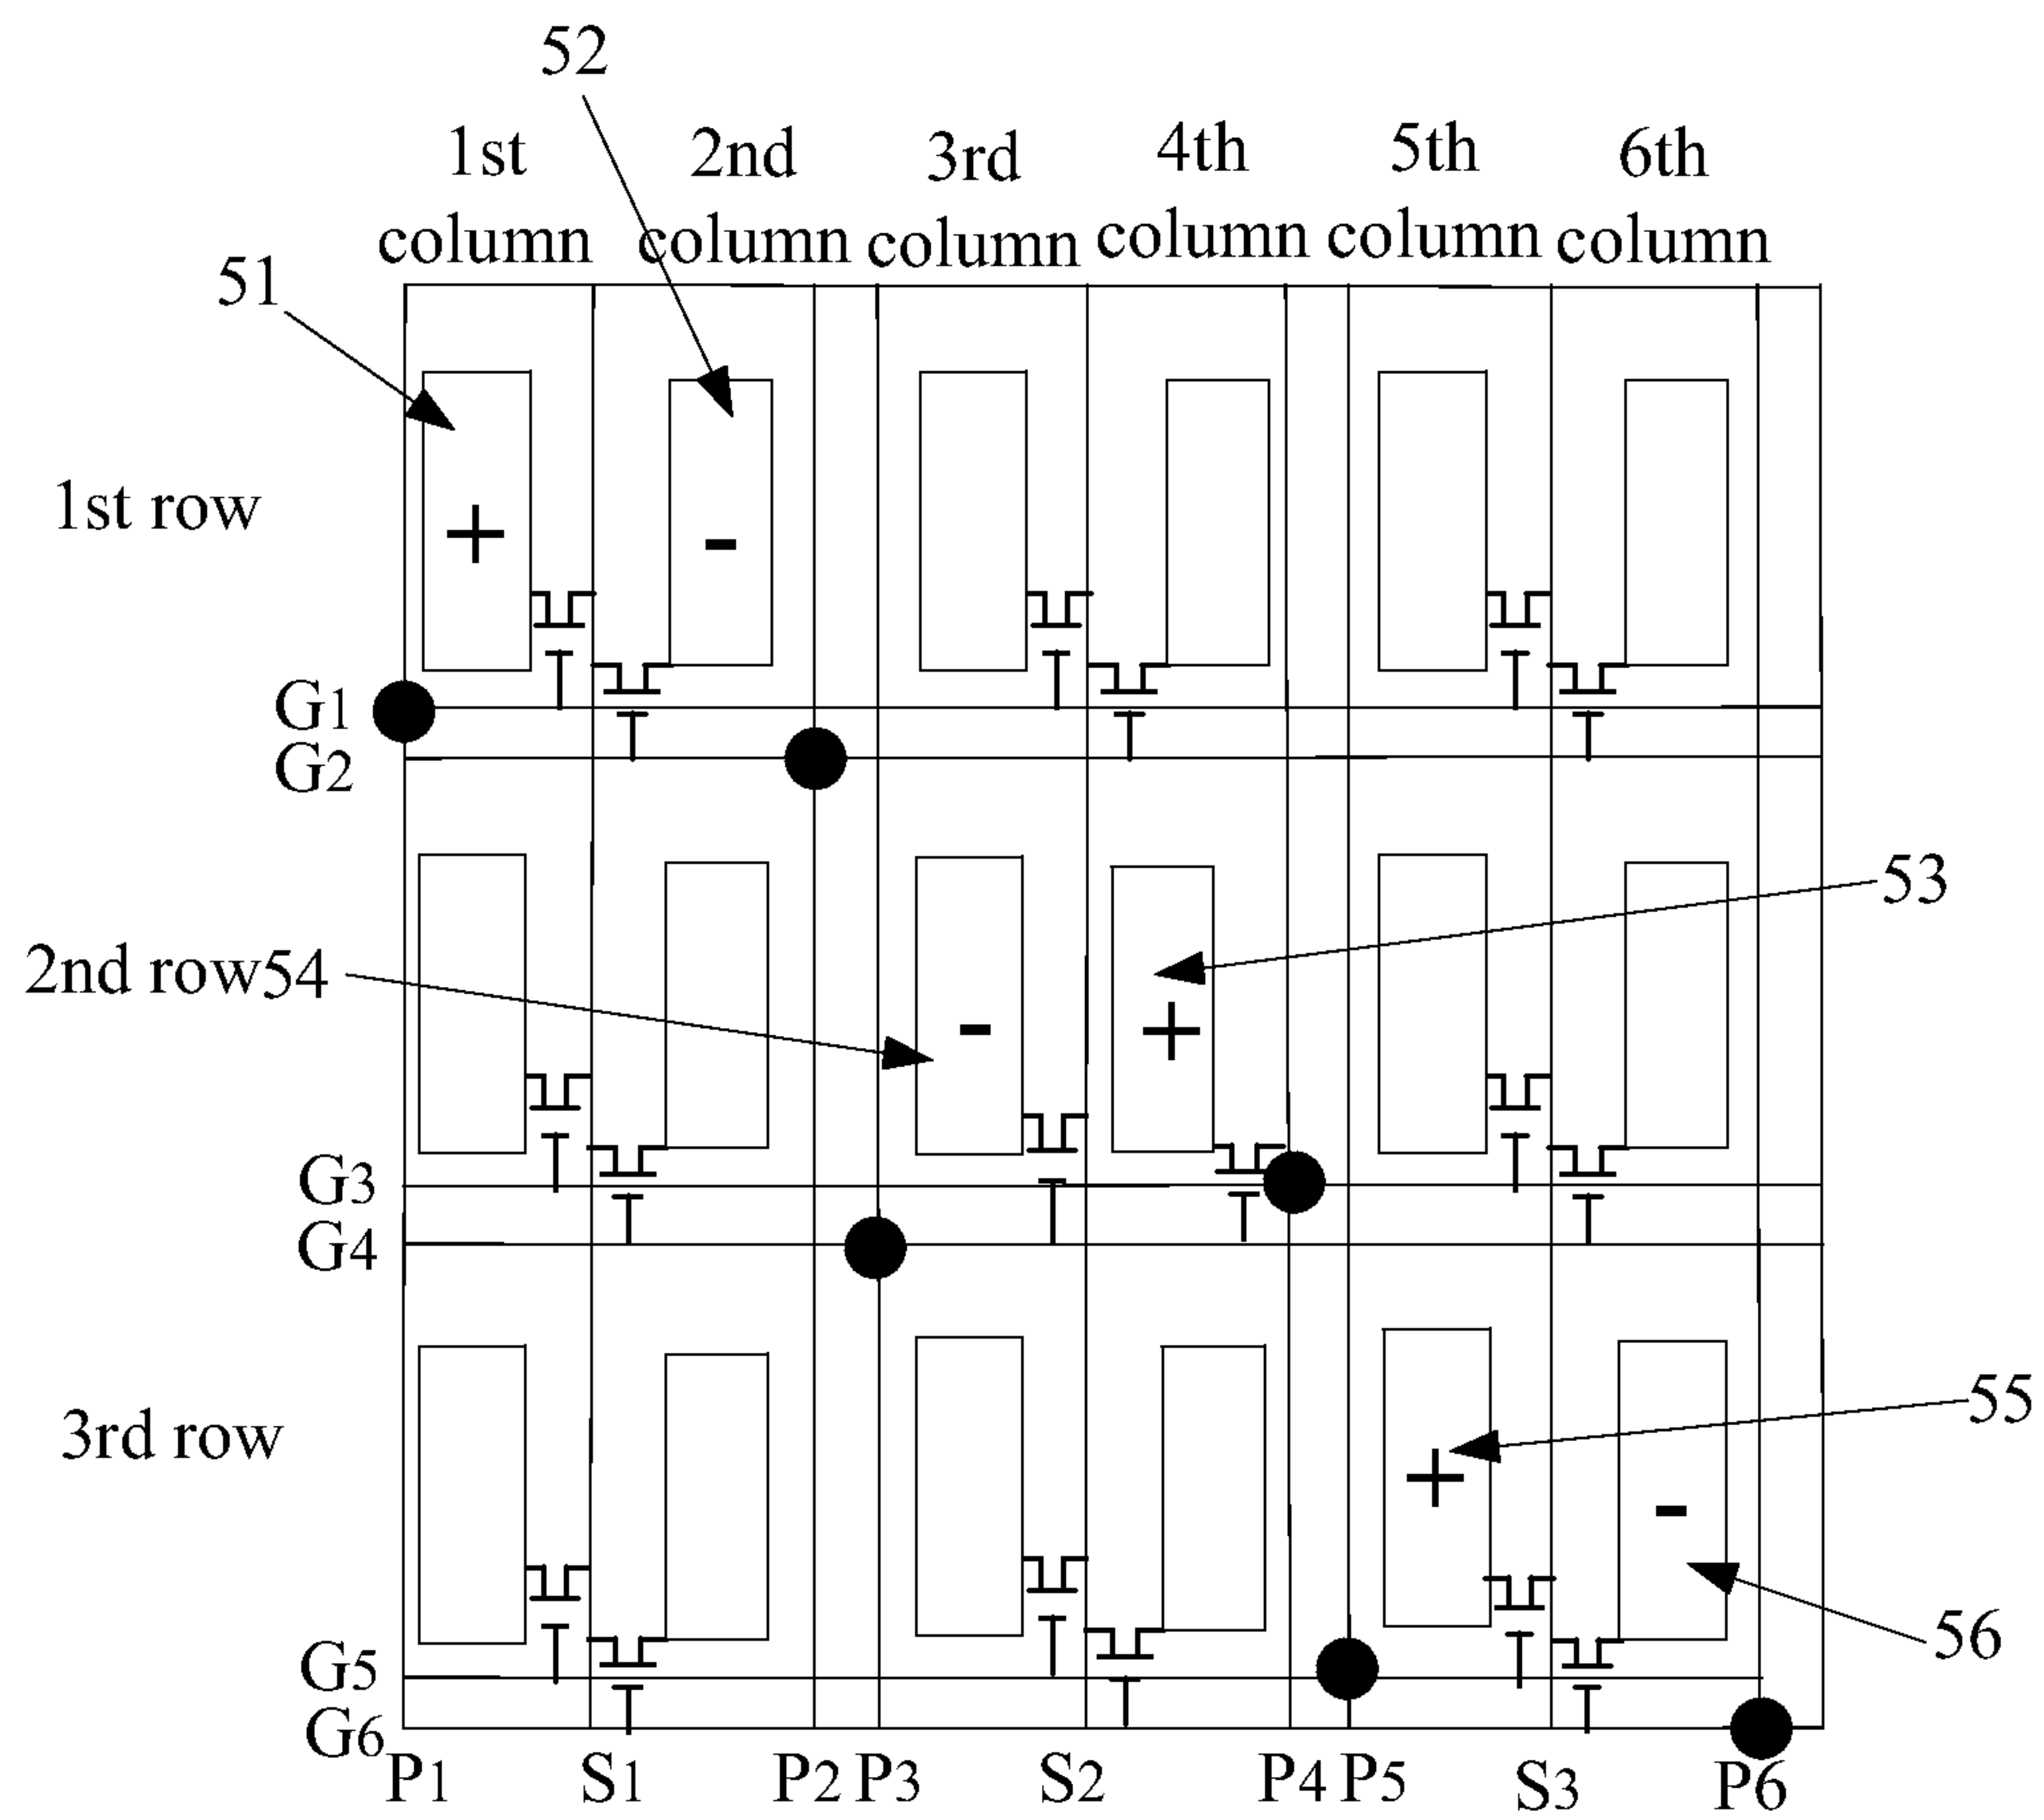 52
1st column
2nd column
3rd column
4th column
5th column
6th column
51
1st row
+
-
G1
G2
53
2nd row54
-
+
G3
G4
3rd row
55
+
-
56
G5
G6
P1
S1
P2
P3
S2
P4
P5
S3
P6